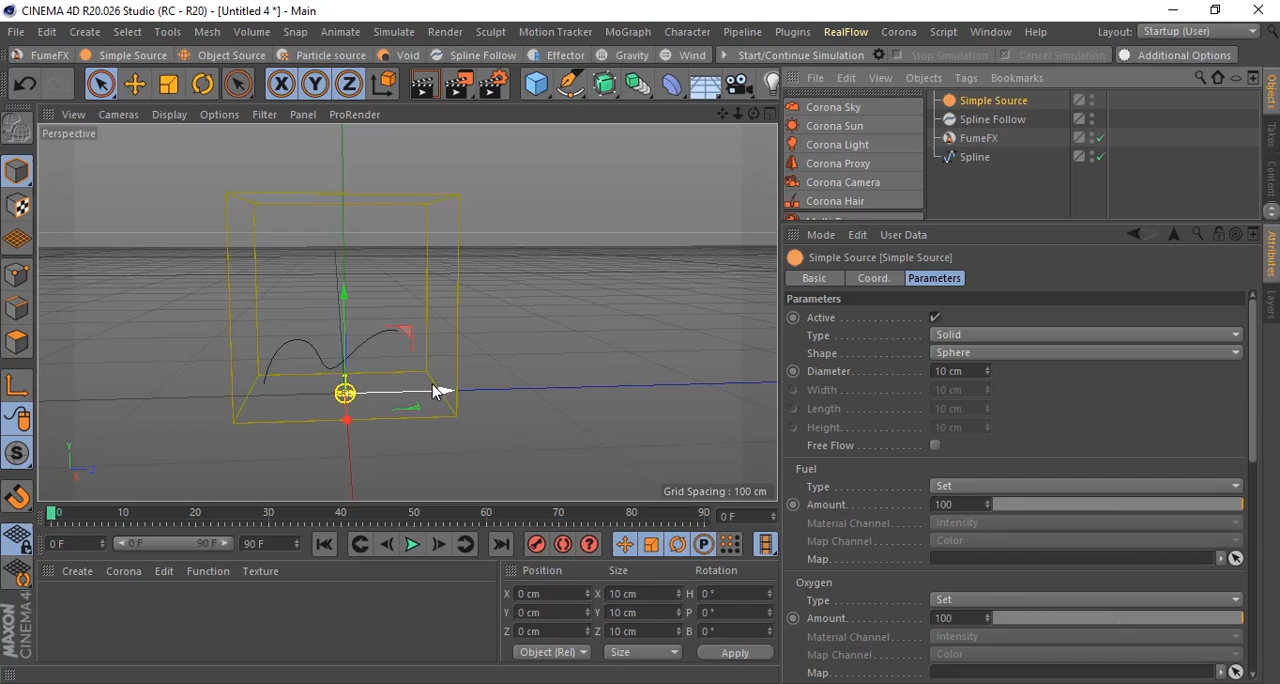 CINEMA 4D R20.026 Studio (RC - R20) - [Untitled 4 *] - Main
File Edit Create Select Tools Mesh Volume Snap Animate Simulate Render Sculpt Motion Tracker MoGraph Character Pipeline Plugins RealFlow Corona Script Window Help Layout: Startup (User)
FumeFX Simple Source Object Source Particle source Void Spline Follow Effector Gravity Wind Start/Continue Simulation Stop Simulation Cancel Simulation Additional Options
X Y Z
File Edit View Objects Tags Bookmarks
View Cameras Display Options Filter Panel ProRender
Perspective
Corona Sky
Corona Sun
Corona Light
Corona Proxy
Corona Camera
Corona Hair
Simple Source
Spline Follow
FumeFX
Spline
Objects
Takes
Content
Attributes
Layers
Mode Edit User Data
Simple Source [Simple Source]
Basic Coord. Parameters
Parameters
Active
Type Solid
Shape Sphere
Diameter 10 cm
Width 10 cm
Length 10 cm
Height 10 cm
Free Flow
Fuel
Type Set
Amount 100
Material Channel Intensity
Map Channel Color
Map
Oxygen
Type Set
Amount 100
Material Channel Intensity
Map Channel Color
Map
Y
Z
X
Grid Spacing : 100 cm
0 10 20 30 40 50 60 70 80 90 0 F
0 F 0 F 90 F 90 F
P
S
Create Corona Edit Function Texture
Position Size Rotation
X 0 cm X 10 cm H 0 °
Y 0 cm Y 10 cm P 0 °
Z 0 cm Z 10 cm B 0 °
Object (Rel) Size Apply
MAXON
CINEMA 4D